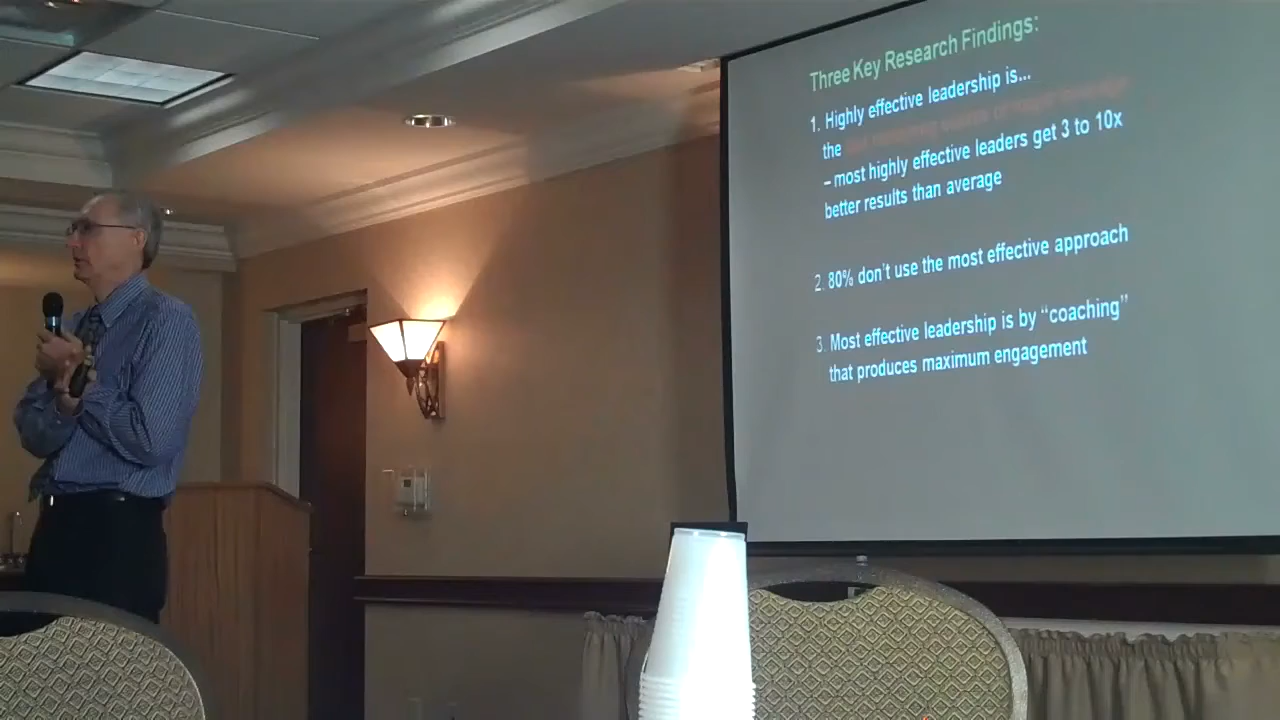 Three Key Research Findings:
1. Highly effective leadership is...
the
– most highly effective leaders get 3 to 10x
better results than average
2. 80% don't use the most effective approach
3. Most effective leadership is by “coaching”
that produces maximum engagement